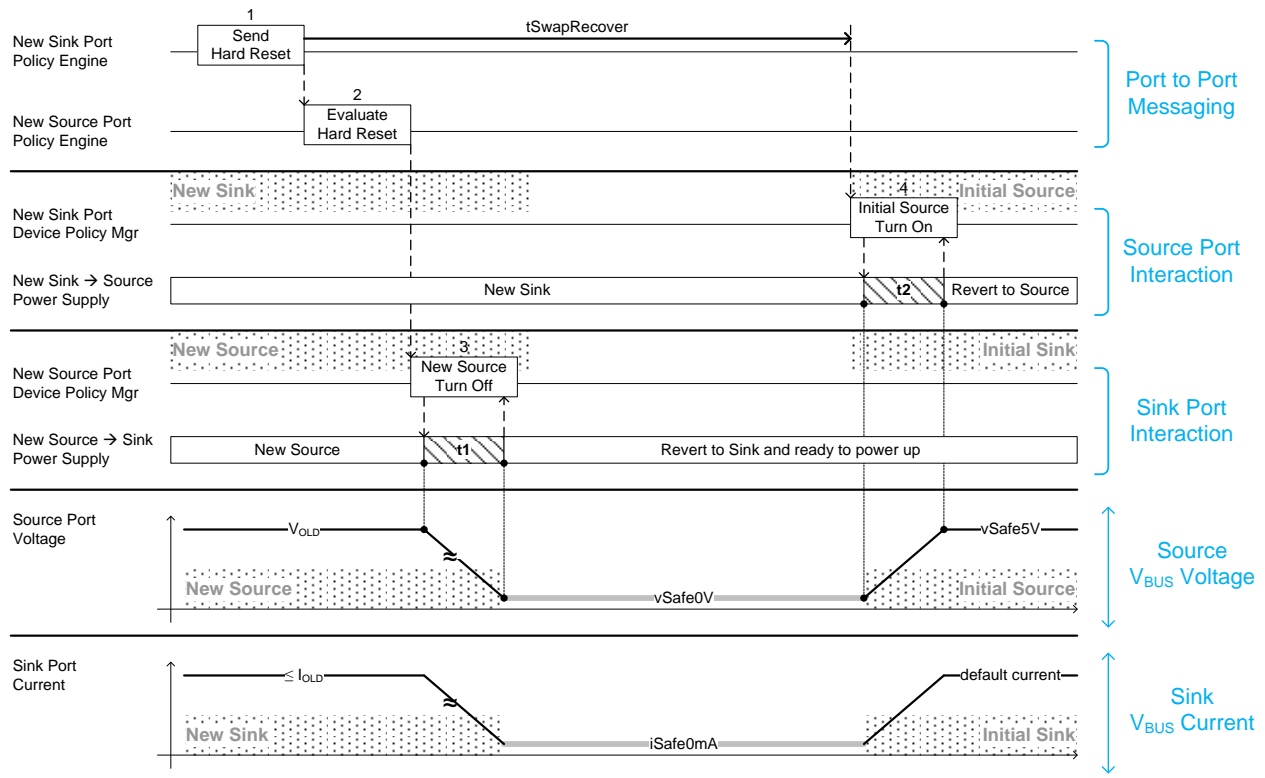 1
Send
Hard Reset
tSwapRecover
New Sink Port
Policy Engine
Port to Port
Messaging
2
Evaluate
Hard Reset
New Source Port
Policy Engine
New Sink
Initial Source
4
Initial Source
Turn On
New Sink Port
Device Policy Mgr
Source Port
Interaction
New Sink → Source
Power Supply
New Sink
t2
Revert to Source
New Source
Initial Sink
3
New Source
Turn Off
New Source Port
Device Policy Mgr
Sink Port
Interaction
New Source → Sink
Power Supply
New Source
t1
Revert to Sink and ready to power up
Source Port
Voltage
VOLD
≈
vSafe5V
Source
VBUS Voltage
New Source
vSafe0V
Initial Source
Sink Port
Current
≤ IOLD
≈
default current
Sink
VBUS Current
New Sink
iSafe0mA
Initial Sink